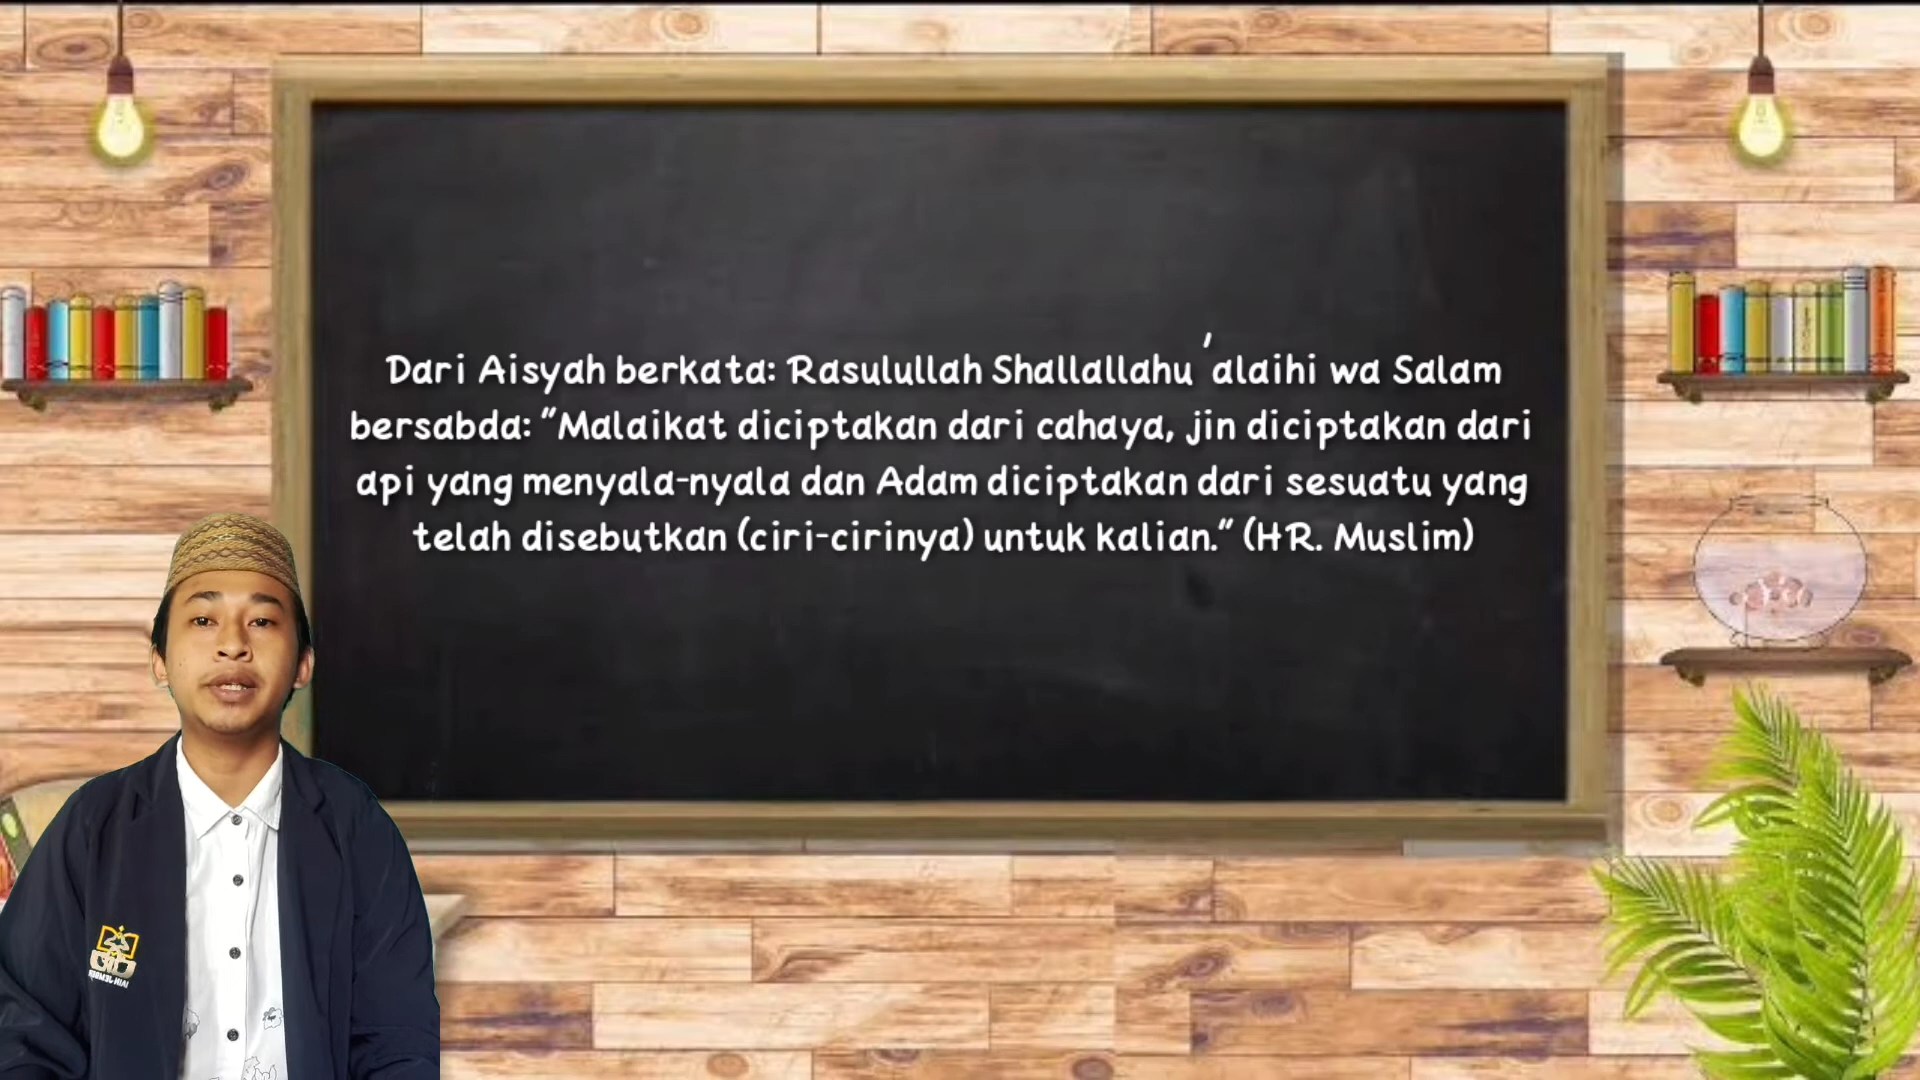 Dari Aisyah berkata: Rasulullah Shallallahu 'alaihi wa Salam
bersabda: "Malaikat diciptakan dari cahaya, jin diciptakan dari
api yang menyala-nyala dan Adam diciptakan dari sesuatu yang
telah disebutkan (ciri-cirinya) untuk kalian." (HR. Muslim)